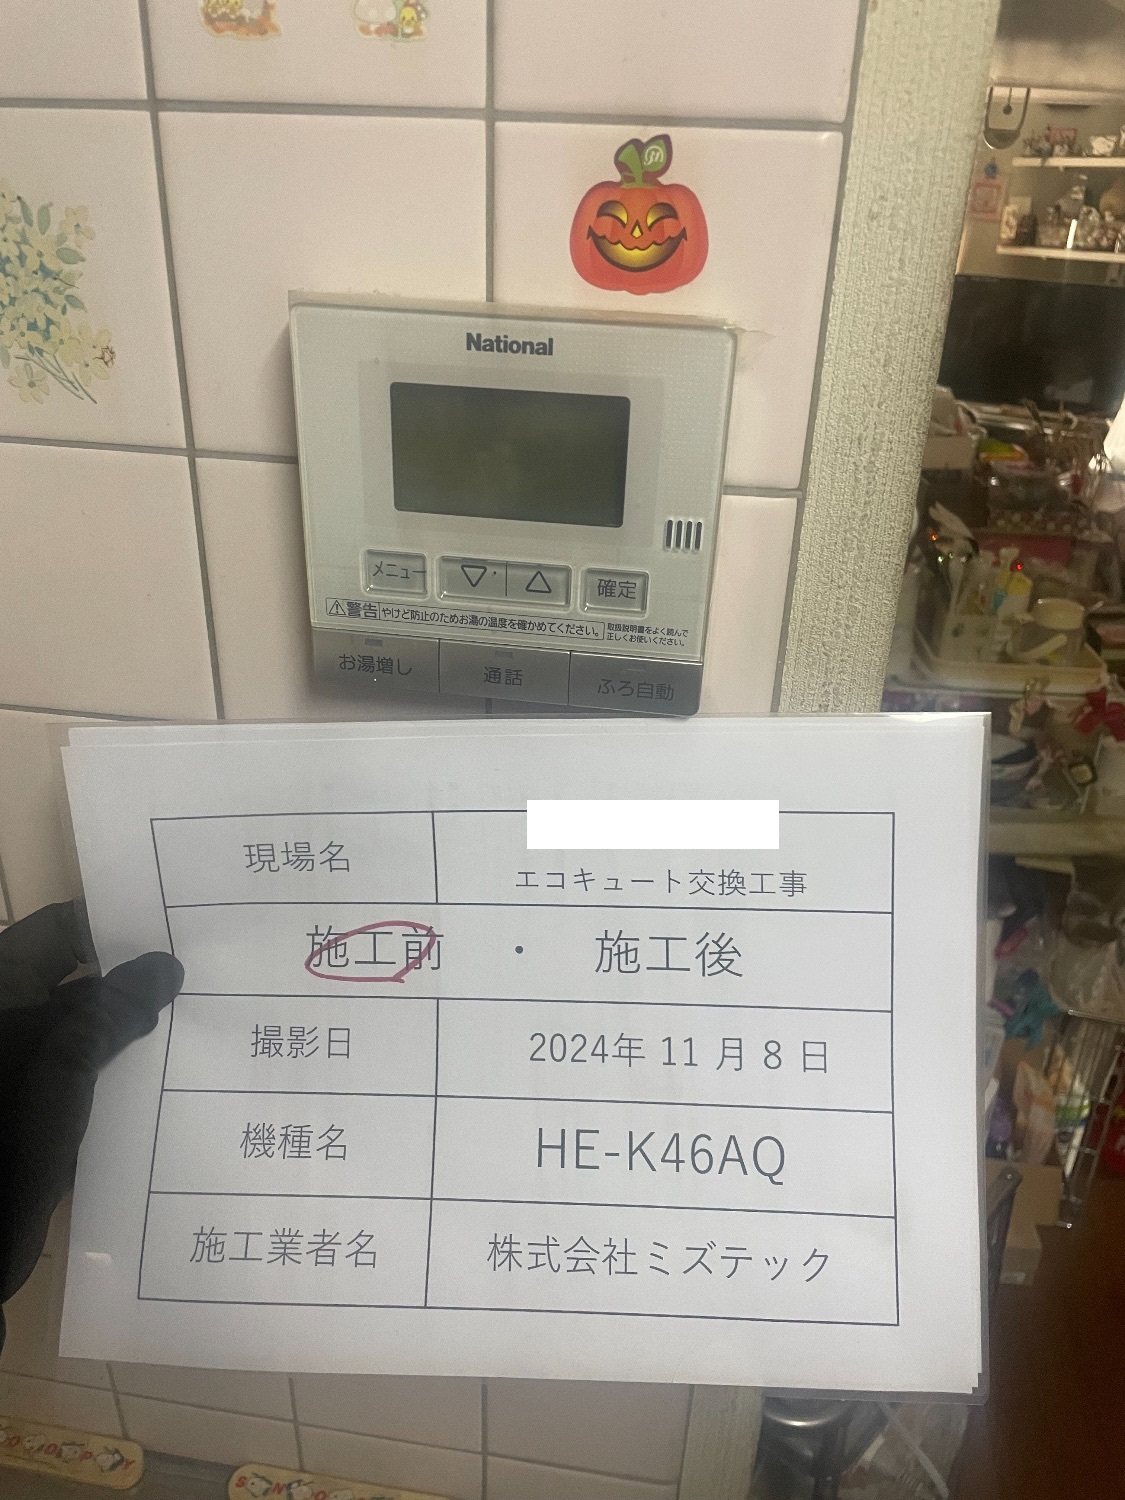 National
メニュー ▽ △ 確定
⚠警告 やけど防止のためお湯の温度を確かめてください。
取扱説明書をよく読んで
正しくお使いください。
お湯増し 通話 ふろ自動
現場名
エコキュート交換工事
施工前 ・ 施工後
撮影日 2024年 11 月 8 日
機種名 HE-K46AQ
施工業者名 株式会社ミズテック